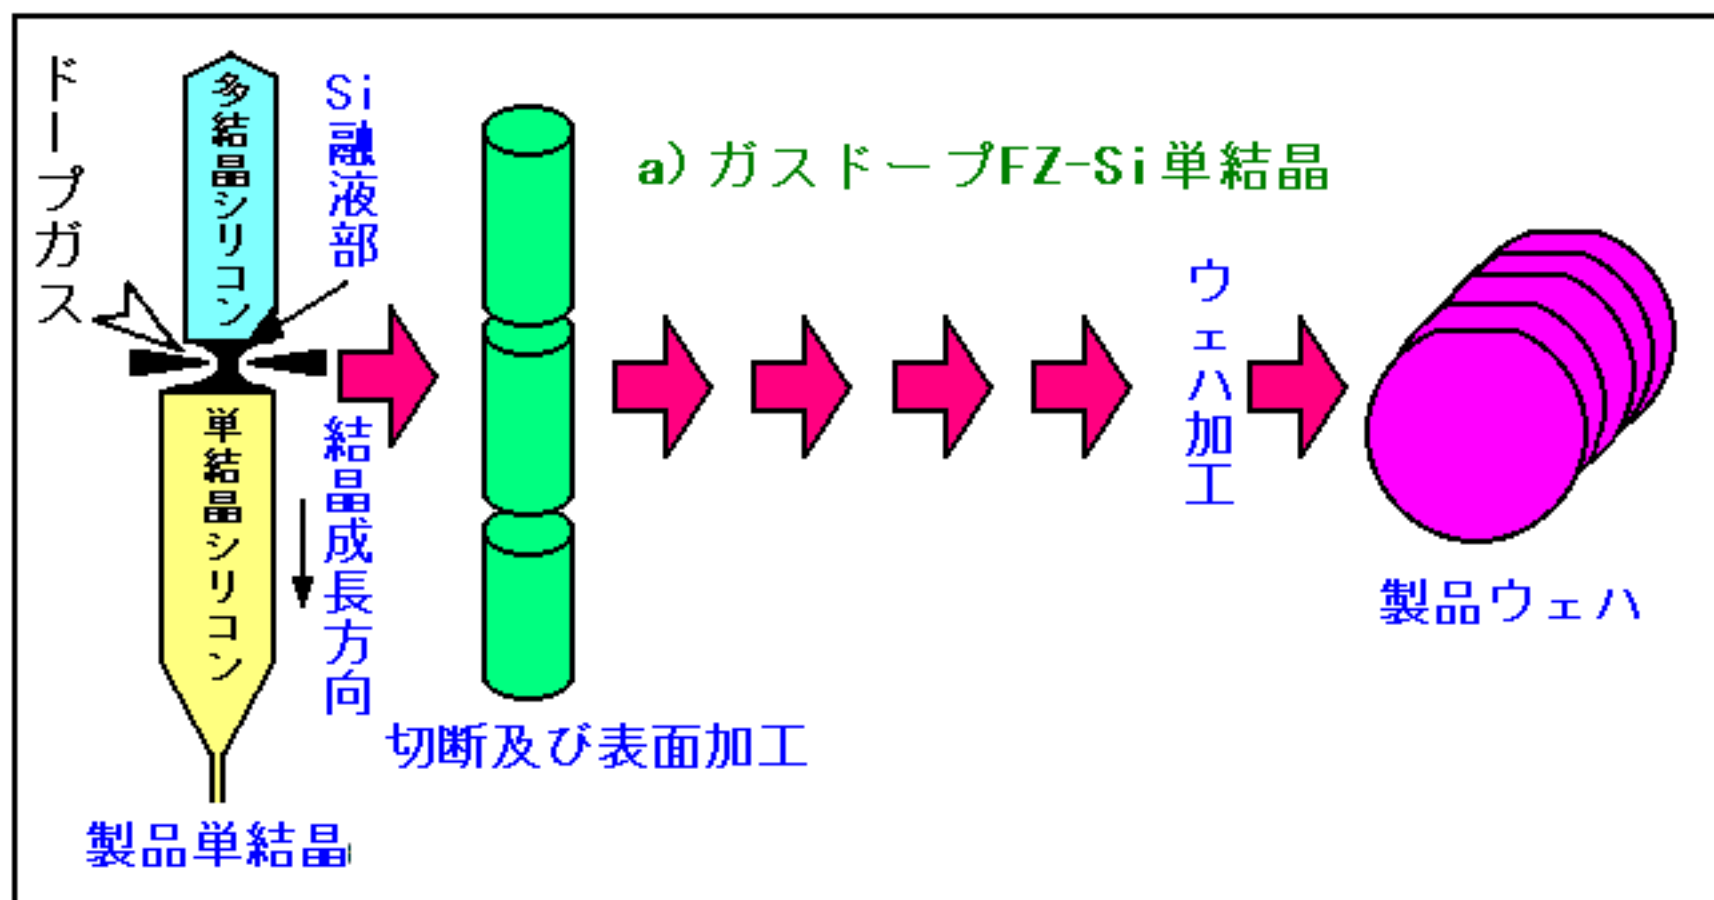 ドープガス
多結晶シリコン
Si融液部
a) ガスドープFZ-Si単結晶
単結晶シリコン
結晶成長方向
製品単結晶
切断及び表面加工
ウェハ加工
製品ウェハ